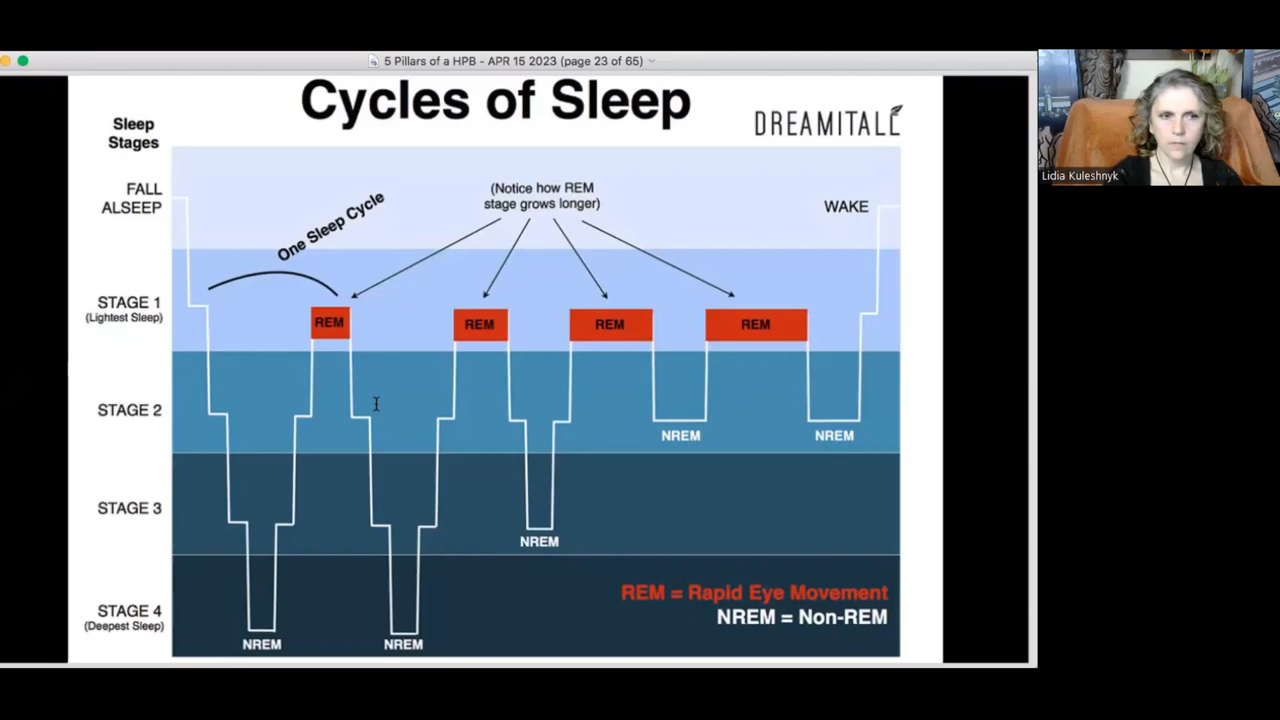 5 Pillars of a HPB - APR 15 2023 (page 23 of 65)
Cycles of Sleep
DREAMITALL
Sleep
Stages
FALL
ALSEEP
One Sleep Cycle
(Notice how REM
stage grows longer)
WAKE
STAGE 1
(Lightest Sleep)
REM
REM
REM
REM
STAGE 2
NREM
NREM
STAGE 3
NREM
STAGE 4
(Deepest Sleep)
NREM
NREM
REM = Rapid Eye Movement
NREM = Non-REM
Lidia Kuleshnyk